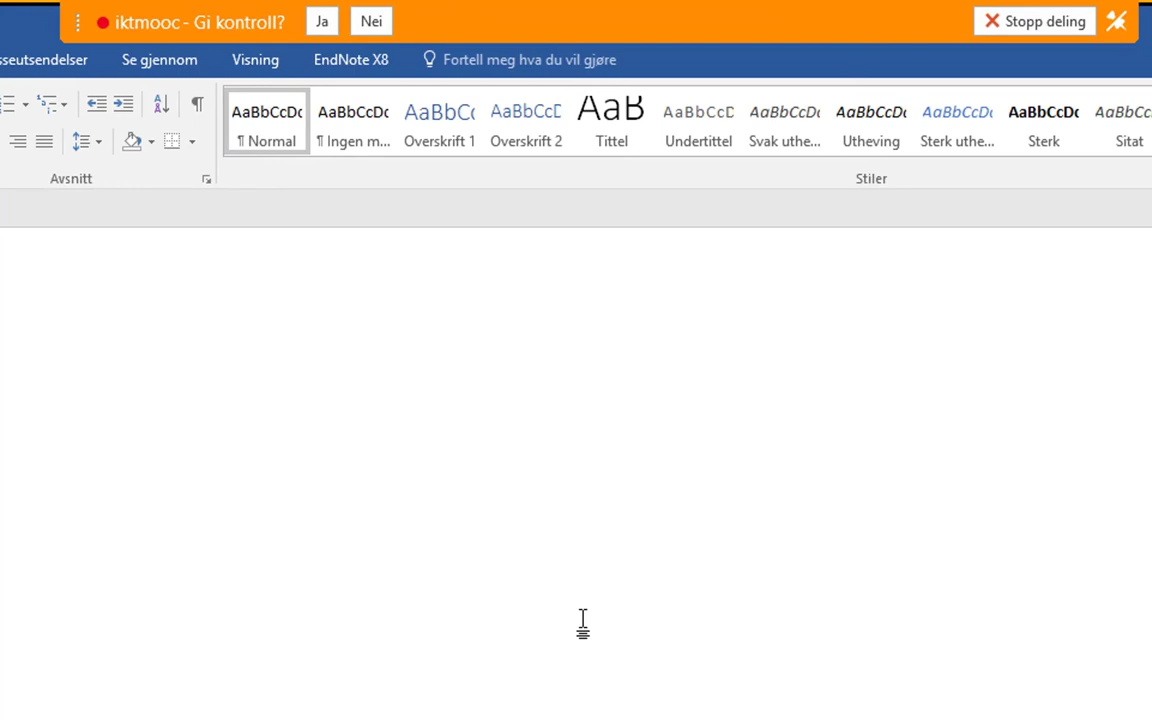 iktmooc - Gi kontroll? Ja Nei Stopp deling
sseutsendelser Se gjennom Visning EndNote X8 Fortell meg hva du vil gjøre
AaBbCcDc AaBbCcDc AaBbC( AaBbCcE AaB AaBbCcD AaBbCcDc AaBbCcDc AaBbCcDc AaBbCcDc AaBbCc
¶ Normal ¶ Ingen m... Overskrift 1 Overskrift 2 Tittel Undertittel Svak uthe... Utheving Sterk uthe... Sterk Sitat
Avsnitt Stiler